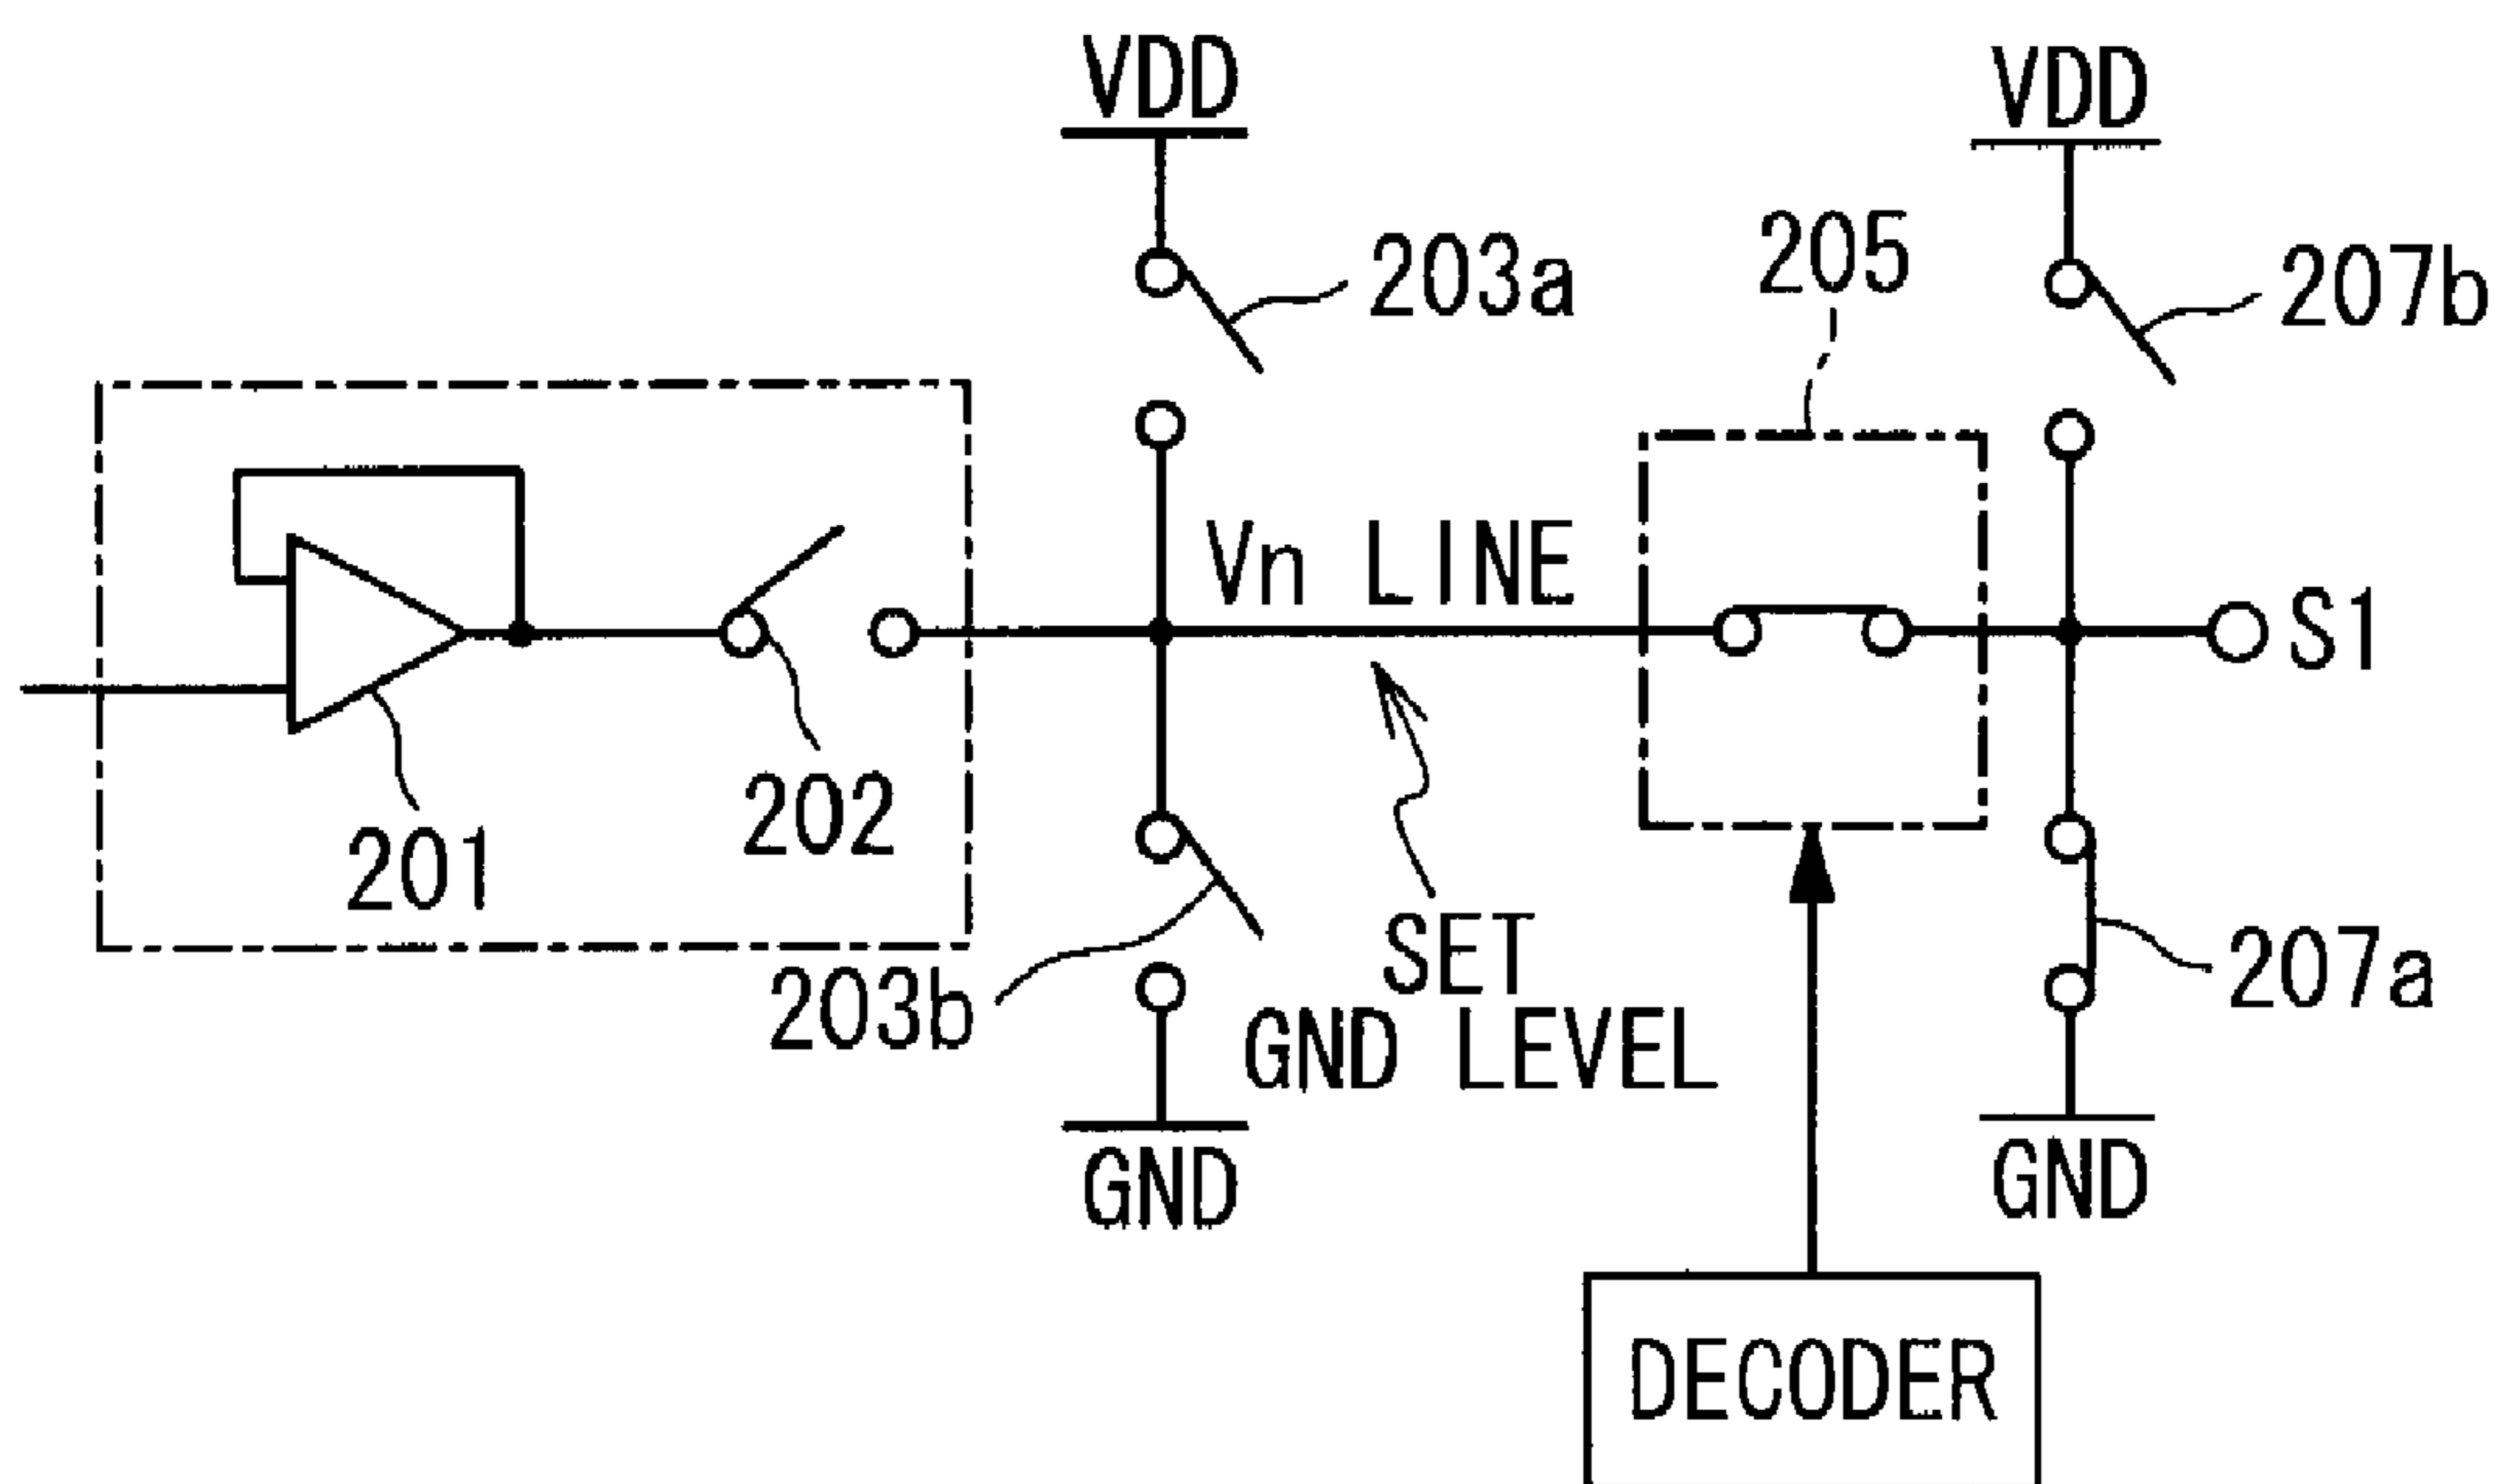 VDD
VDD
203a
205
207b
Vn LINE
S1
202
201
203b
SET
GND LEVEL
207a
GND
GND
DECODER